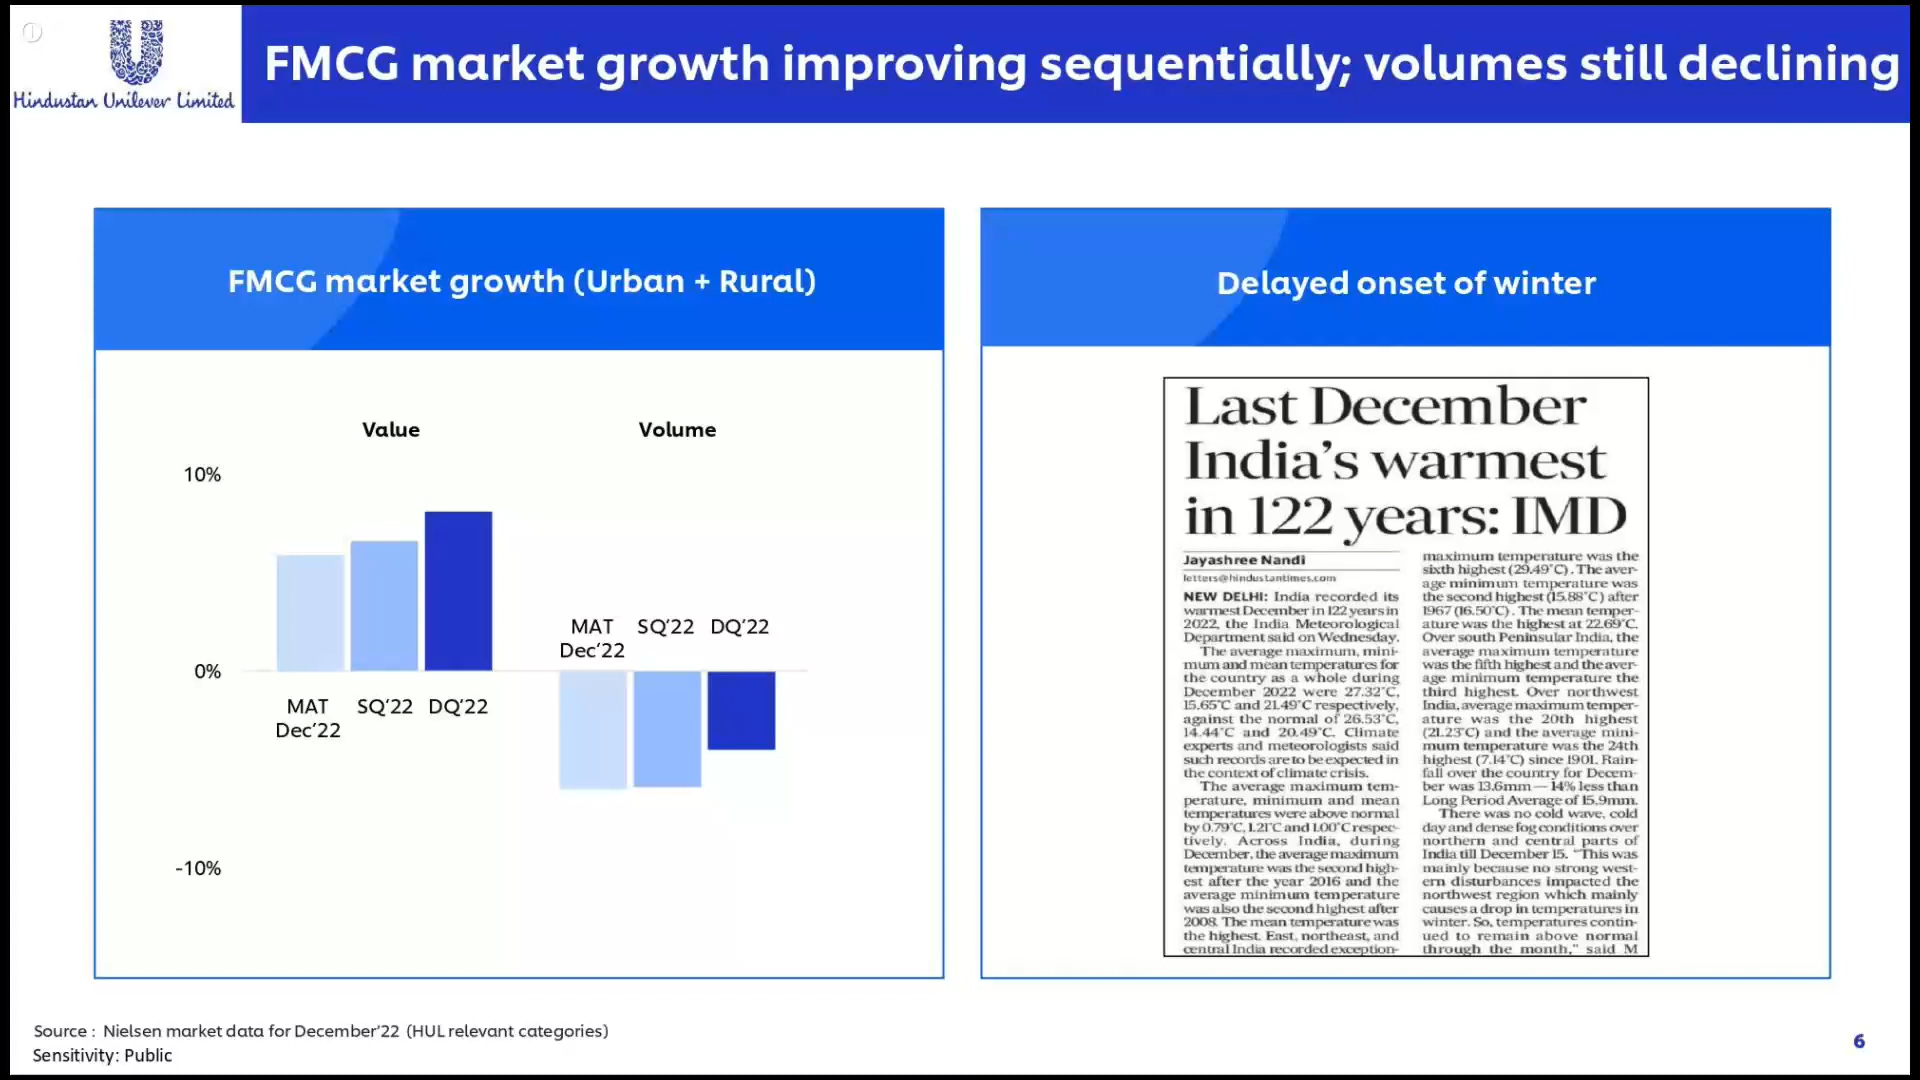 Hindustan Unilever Limited
FMCG market growth improving sequentially; volumes still declining
FMCG market growth (Urban + Rural)
Value
Volume
10%
0%
-10%
MAT
Dec'22
SQ'22
DQ'22
MAT
Dec'22
SQ'22
DQ'22
Delayed onset of winter
Last December
India's warmest
in 122 years: IMD
Jayashree Nandi
letters@hindustantimes.com
NEW DELHI: India recorded its
warmest December in 122 years in
2022, the India Meteorological
Department said on Wednesday.
The average maximum, mini-
mum and mean temperatures for
the country as a whole during
December 2022 were 27.32°C,
15.65°C and 21.49°C respectively,
against the normal of 26.53°C,
14.44°C and 20.49°C. Climate
experts and meteorologists said
such records are to be expected in
the context of climate crisis.
The average maximum tem-
perature, minimum and mean
temperatures were above normal
by 0.79°C, 1.21°C and 1.00°C respec-
tively. Across India, during
December, the average maximum
temperature was the second high-
est after the year 2016 and the
average minimum temperature
was also the second highest after
2008. The mean temperature was
the highest. East, northeast, and
central India recorded exception-
maximum temperature was the
sixth highest (29.49°C). The aver-
age minimum temperature was
the second highest (15.88°C) after
1967 (16.50°C). The mean temper-
ature was the highest at 22.69°C.
Over south Peninsular India, the
average maximum temperature
was the fifth highest and the aver-
age minimum temperature the
third highest. Over northwest
India, average maximum temper-
ature was the 20th highest
(21.23°C) and the average mini-
mum temperature was the 24th
highest (7.14°C) since 1901. Rain-
fall over the country for Decem-
ber was 13.6mm — 14% less than
Long Period Average of 15.9mm.
There was no cold wave, cold
day and dense fog conditions over
northern and central parts of
India till December 15. "This was
mainly because no strong west-
ern disturbances impacted the
northwest region which mainly
causes a drop in temperatures in
winter. So, temperatures contin-
ued to remain above normal
through the month," said M
Source : Nielsen market data for December'22 (HUL relevant categories)
Sensitivity: Public
6